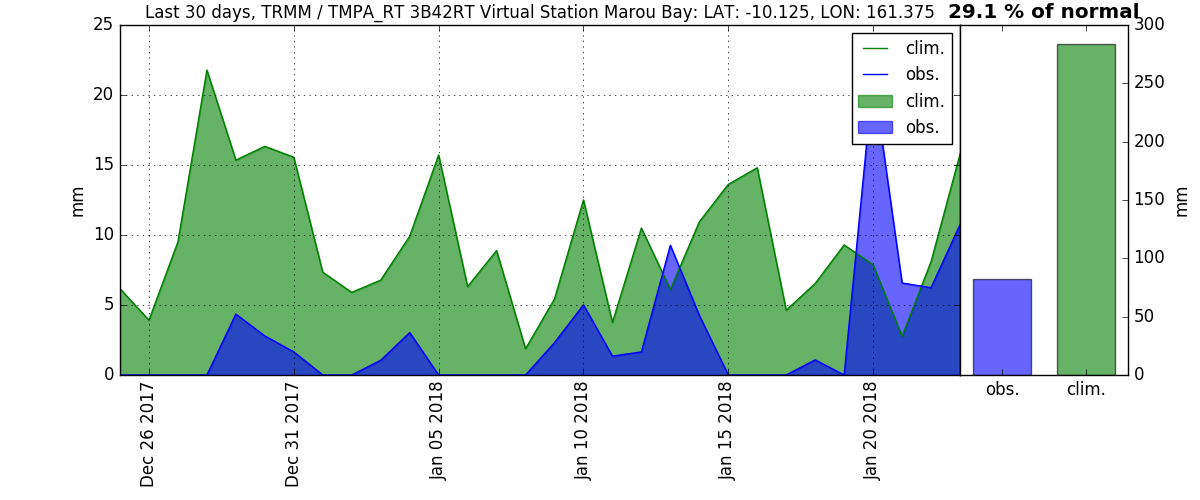 Last 30 days, TRMM / TMPA_RT 3B42RT Virtual Station Marou Bay: LAT: -10.125, LON: 161.375 29.1 % of normal
25
20
15
10
5
0
mm
clim.
obs.
clim.
obs.
Dec 26 2017
Dec 31 2017
Jan 05 2018
Jan 10 2018
Jan 15 2018
Jan 20 2018
300
250
200
150
100
50
0
mm
obs.
clim.